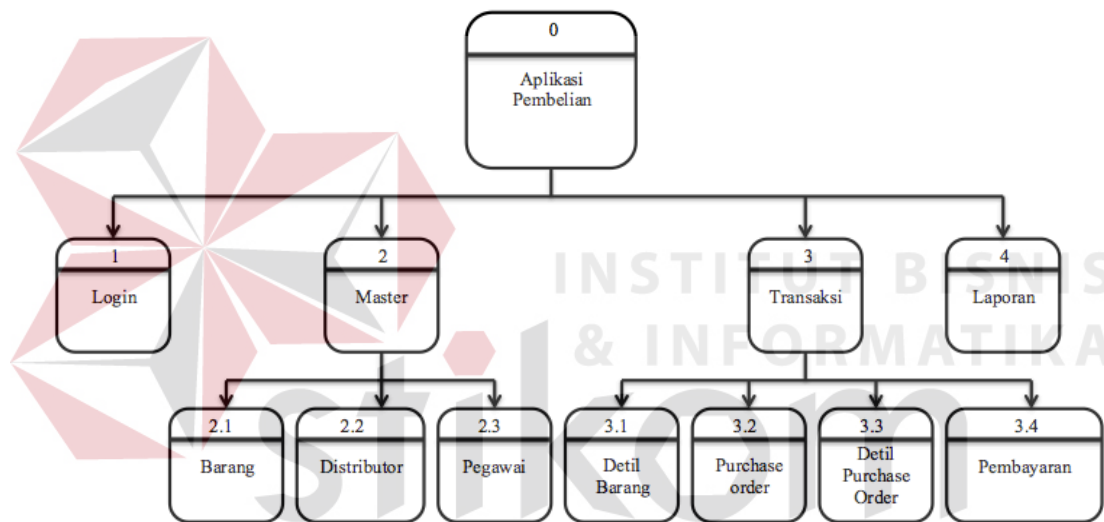 0
Aplikasi
Pembelian
1
Login
2
Master
3
Transaksi
4
Laporan
INSTITUT BISNIS
& INFORMATIKA
stikom
2.1
Barang
2.2
Distributor
2.3
Pegawai
3.1
Detil
Barang
3.2
Purchase
order
3.3
Detil
Purchase
Order
3.4
Pembayaran